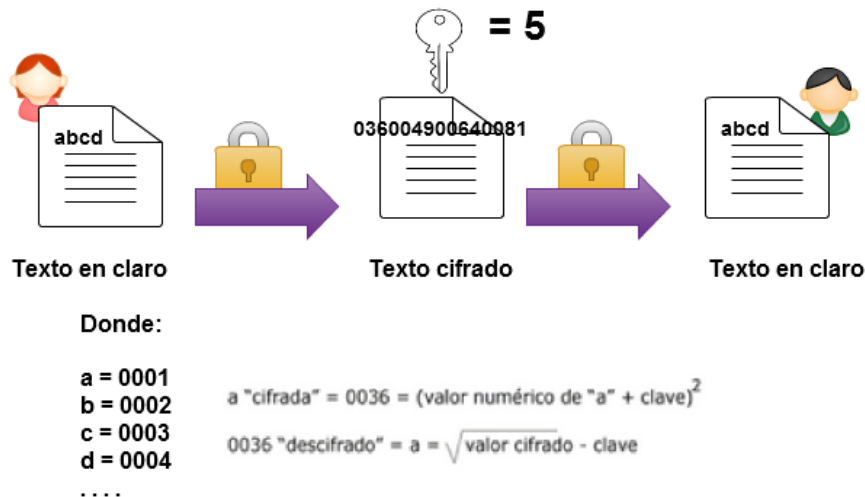 = 5
abcd
036004900640081
abcd
Texto en claro
Texto cifrado
Texto en claro
Donde:
a = 0001
b = 0002
c = 0003
d = 0004
. . . .
a "cifrada" = 0036 = (valor numérico de "a" + clave)²
0036 "descifrado" = a = √valor cifrado - clave